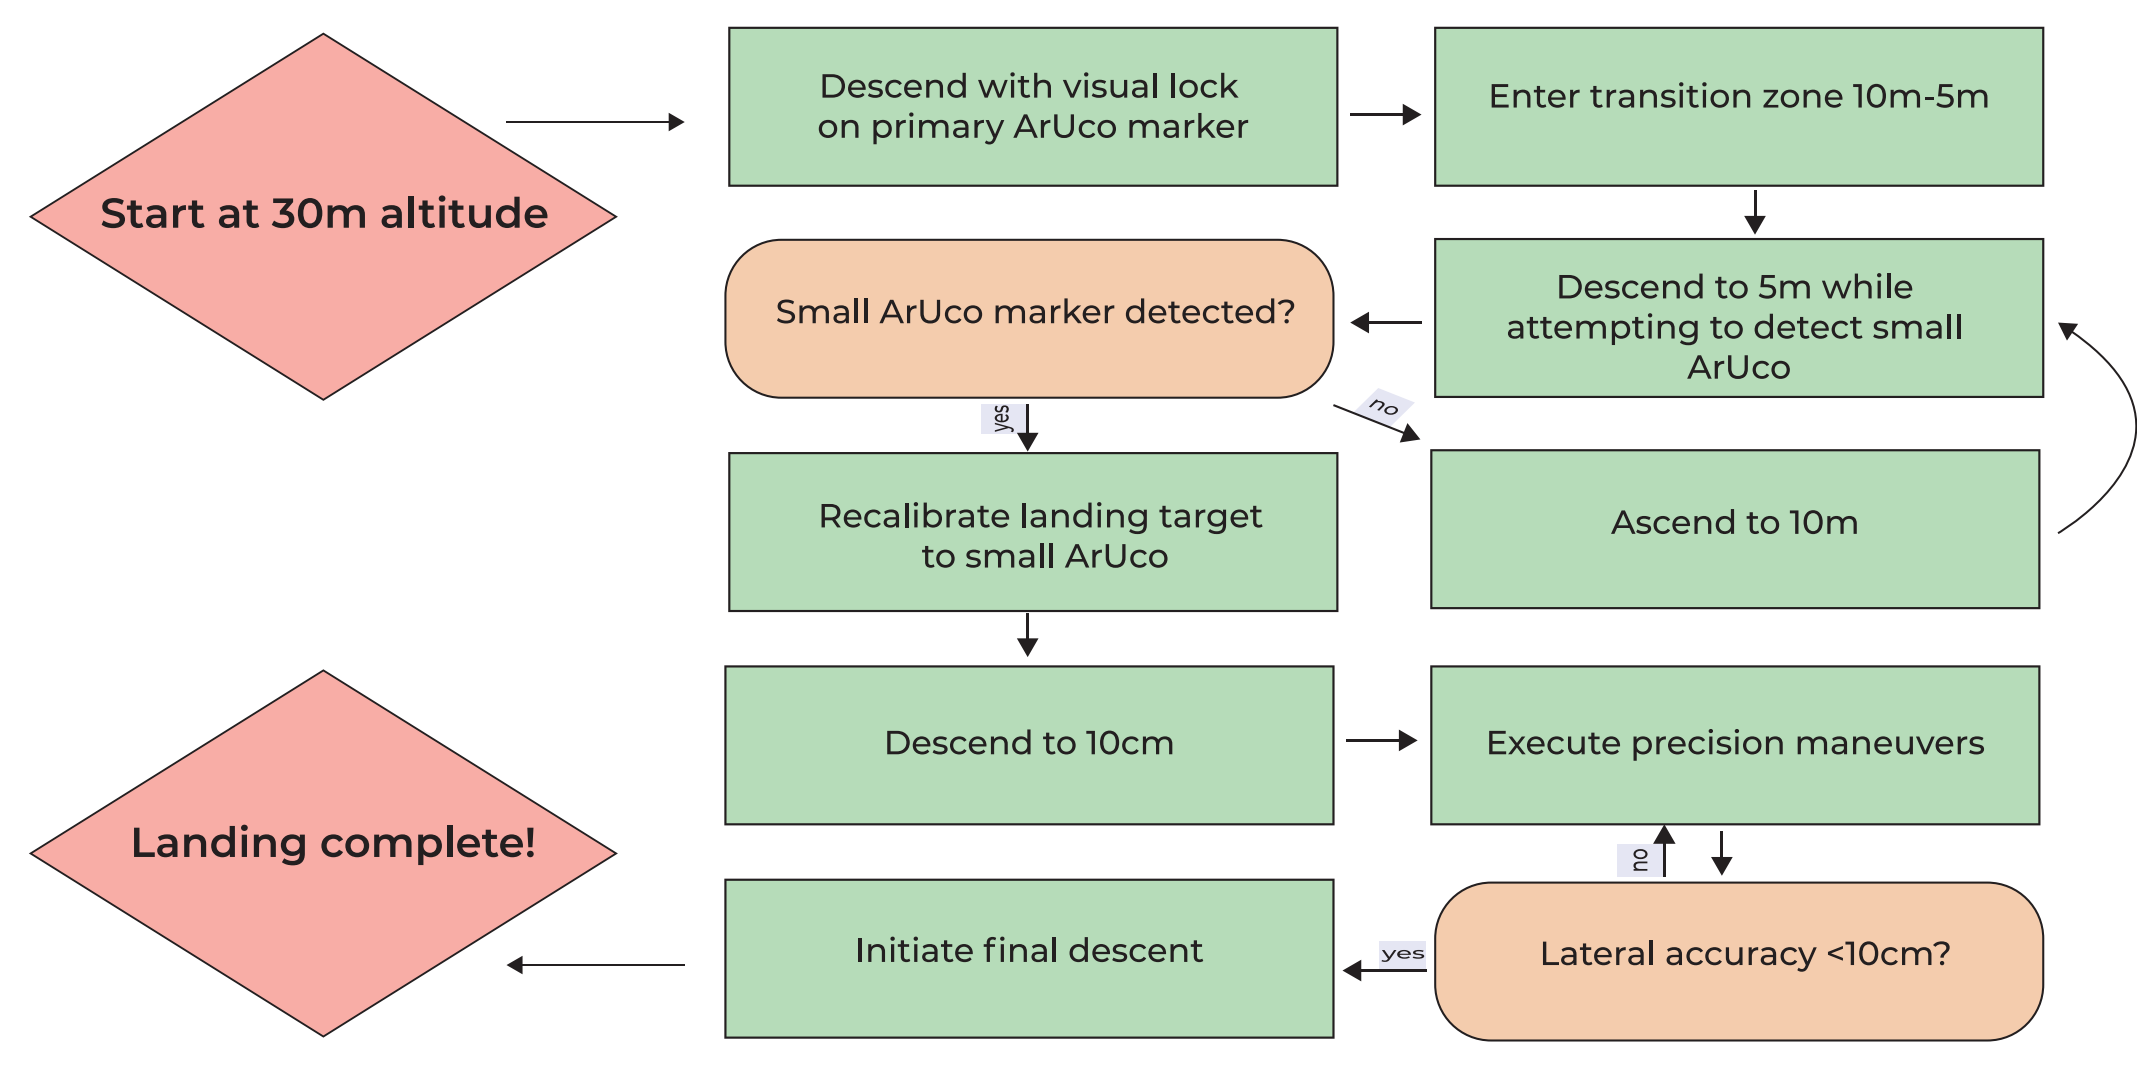 Start at 30m altitude
Descend with visual lock
on primary ArUco marker
Enter transition zone 10m-5m
Descend to 5m while
attempting to detect small
ArUco
Small ArUco marker detected?
yes
no
Recalibrate landing target
to small ArUco
Ascend to 10m
Descend to 10cm
Execute precision maneuvers
no
Lateral accuracy <10cm?
yes
Initiate final descent
Landing complete!